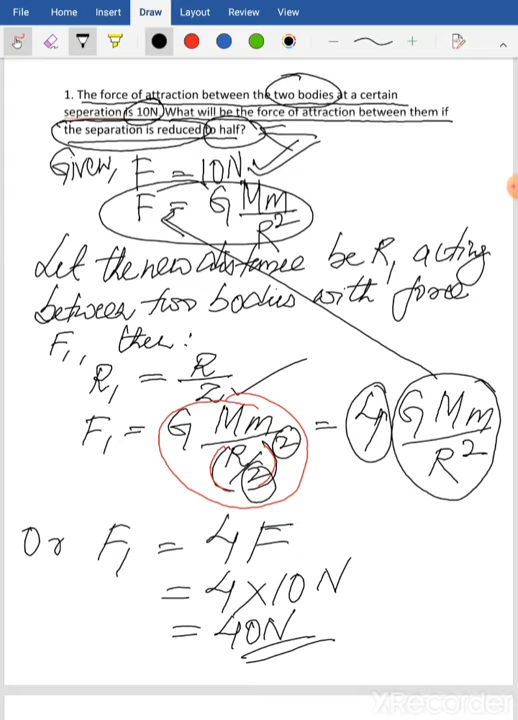 File Home Insert Draw Layout Review View
1. The force of attraction between the two bodies at a certain
seperation is 10N. What will be the force of attraction between them if
the separation is reduced to half?
Given, F = 10N
F = G Mm/R²
Let the new distance be R₁ acting
between two bodies with force
F₁, then:
R₁ = R/2
F₁ = G Mm/(R/2)² = 4 G Mm/R²
Or F₁ = 4F
= 4 × 10 N
= 40N
XRecorder